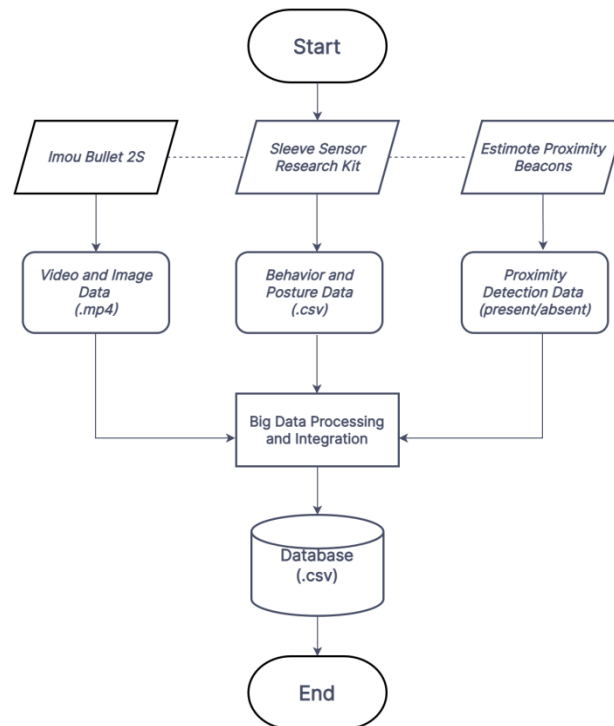 Start
Imou Bullet 2S
Sleeve Sensor
Research Kit
Estimote Proximity
Beacons
Video and Image
Data
(.mp4)
Behavior and
Posture Data
(.csv)
Proximity
Detection Data
(present/absent)
Big Data Processing
and Integration
Database
(.csv)
End